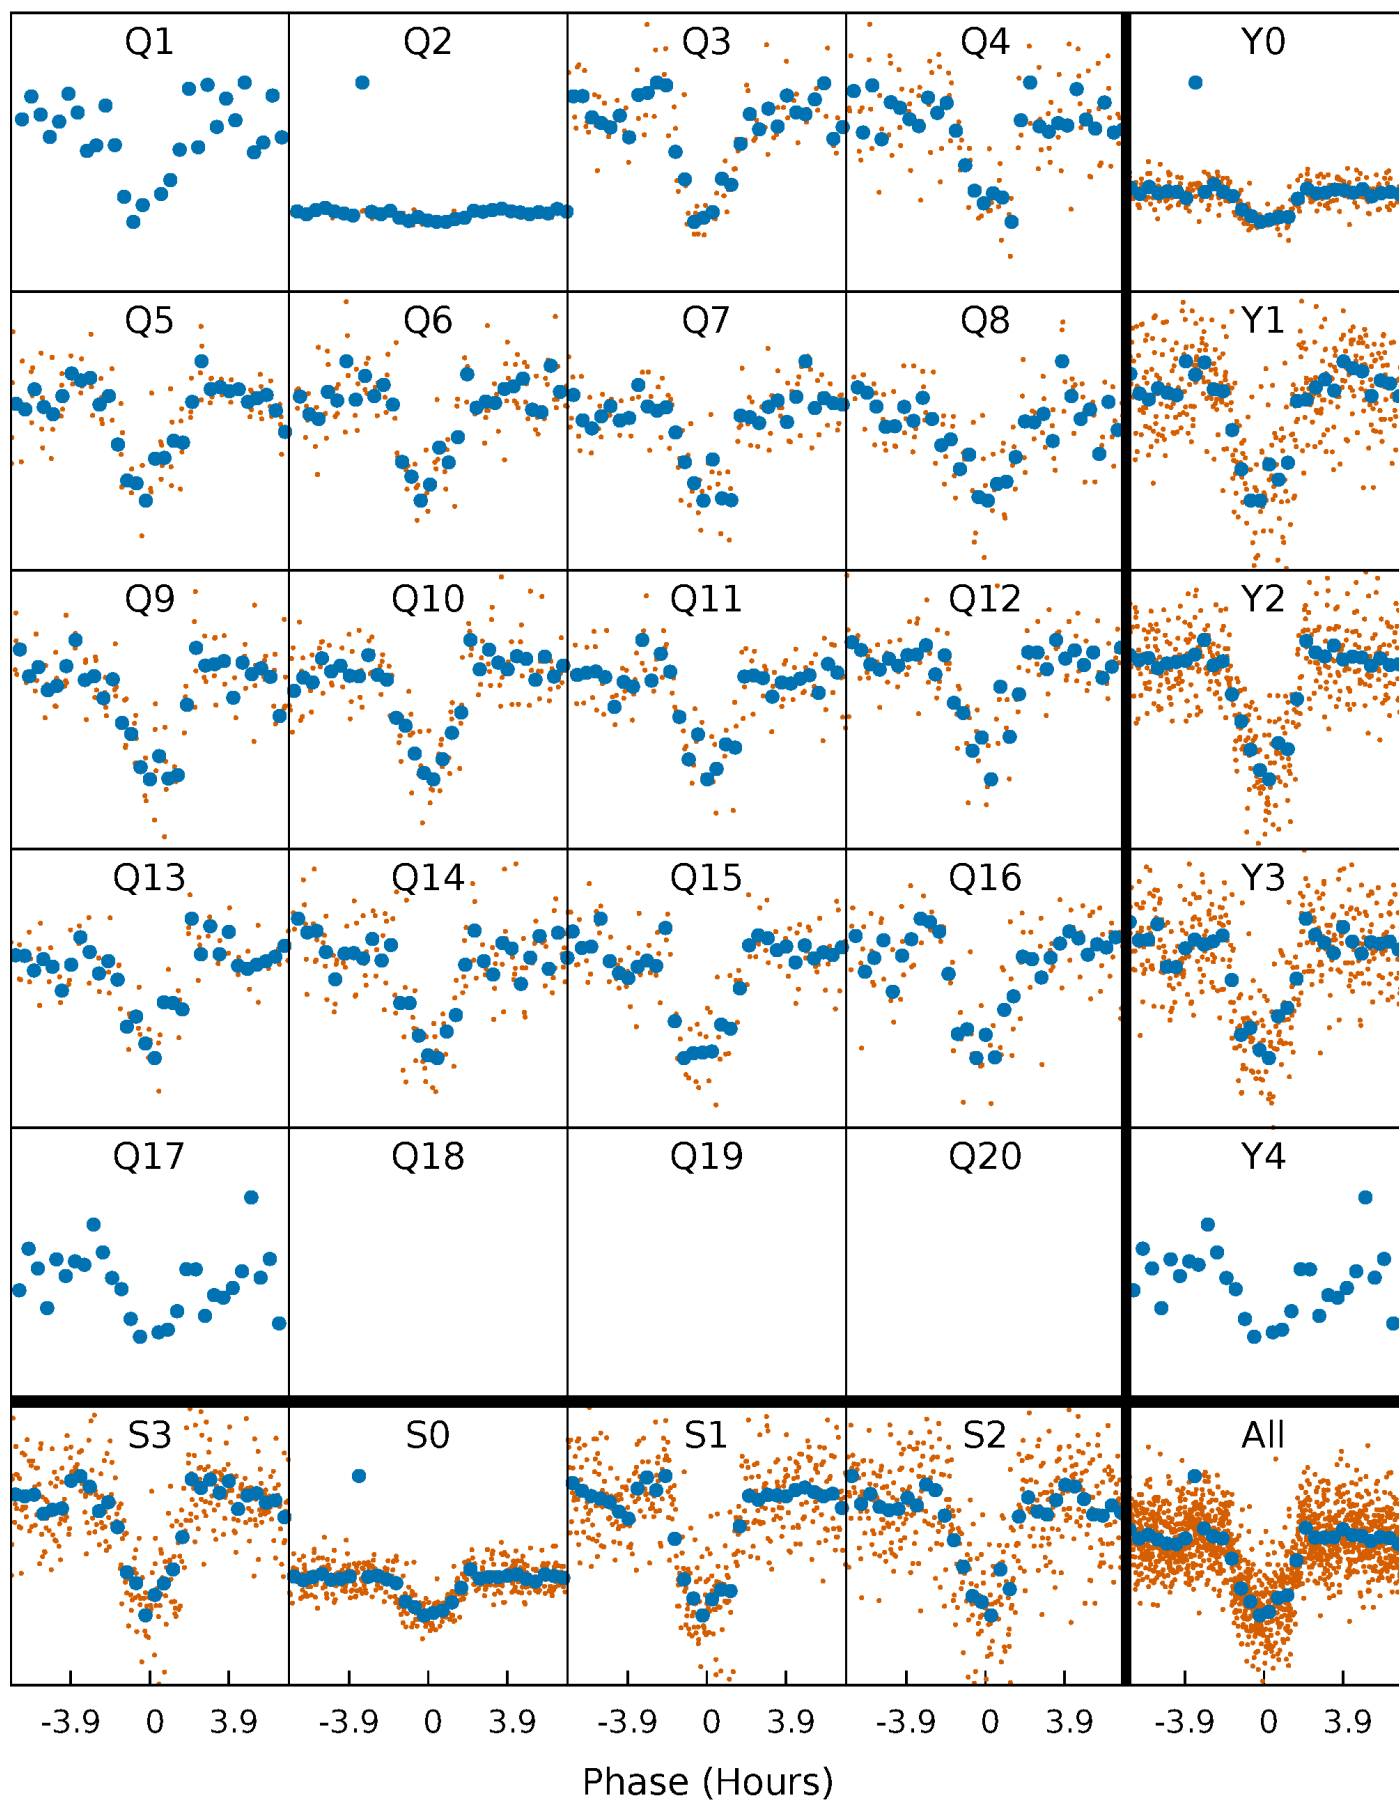 Q1 Q2 Q3 Q4 Y0
Q5 Q6 Q7 Q8 Y1
Q9 Q10 Q11 Q12 Y2
Q13 Q14 Q15 Q16 Y3
Q17 Q18 Q19 Q20 Y4
S3 S0 S1 S2 All
-3.9 0 3.9 -3.9 0 3.9 -3.9 0 3.9 -3.9 0 3.9 -3.9 0 3.9
Phase (Hours)